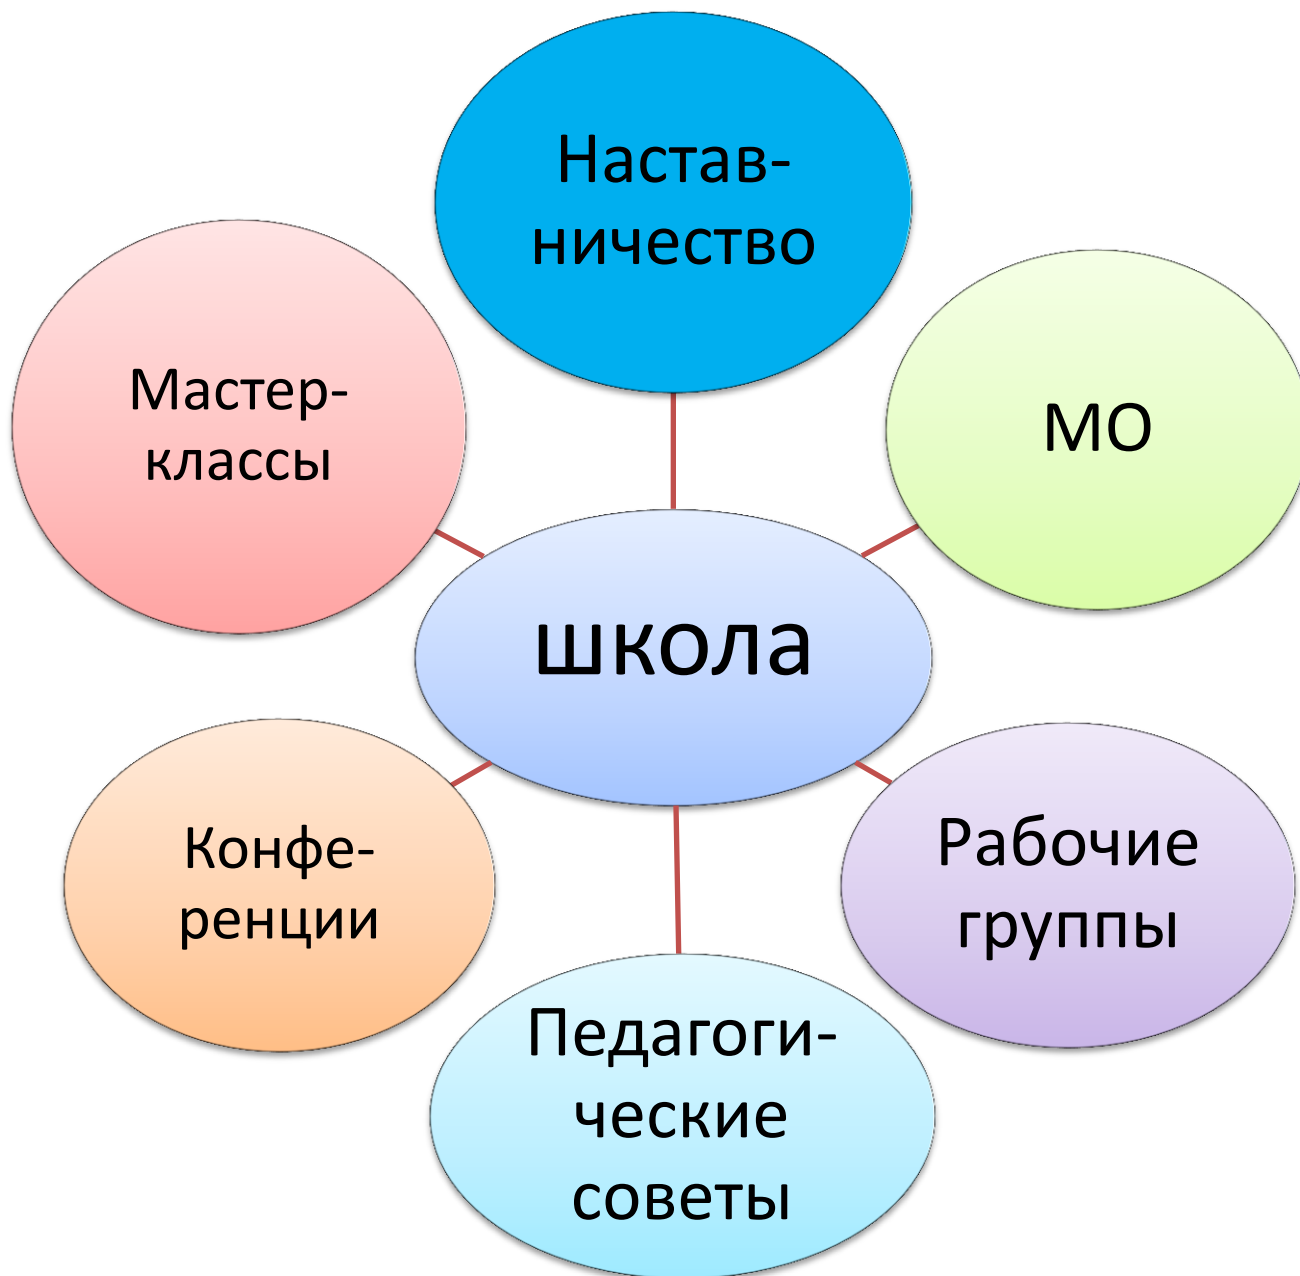 Настав-
ничество
Мастер-
классы
МО
школа
Конфе-
ренции
Рабочие
группы
Педагоги-
ческие
советы